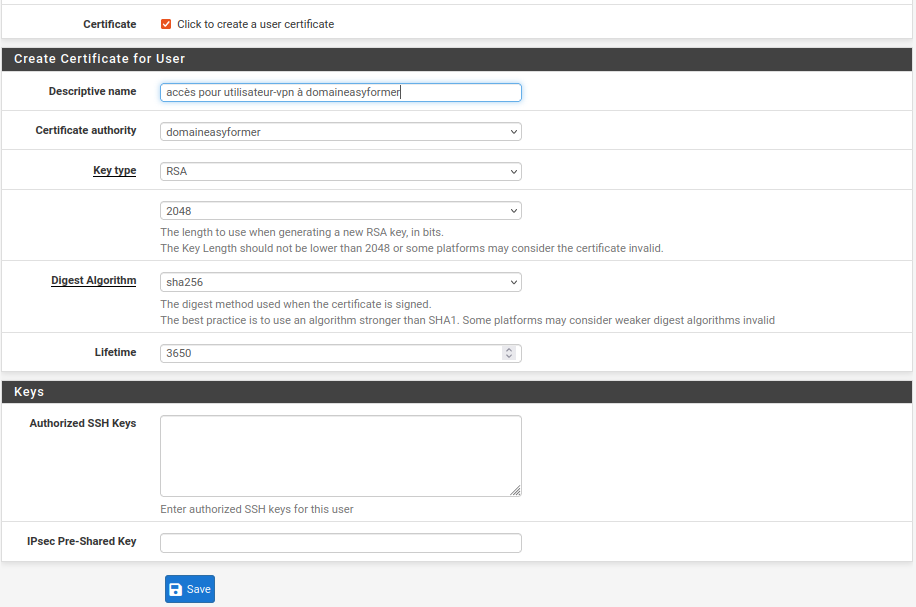 Certificate Click to create a user certificate
Create Certificate for User
Descriptive name accès pour utilisateur-vpn à domaineasyformer
Certificate authority domaineasyformer
Key type RSA
2048
The length to use when generating a new RSA key, in bits.
The Key Length should not be lower than 2048 or some platforms may consider the certificate invalid.
Digest Algorithm sha256
The digest method used when the certificate is signed.
The best practice is to use an algorithm stronger than SHA1. Some platforms may consider weaker digest algorithms invalid
Lifetime 3650
Keys
Authorized SSH Keys
Enter authorized SSH keys for this user
IPsec Pre-Shared Key
Save